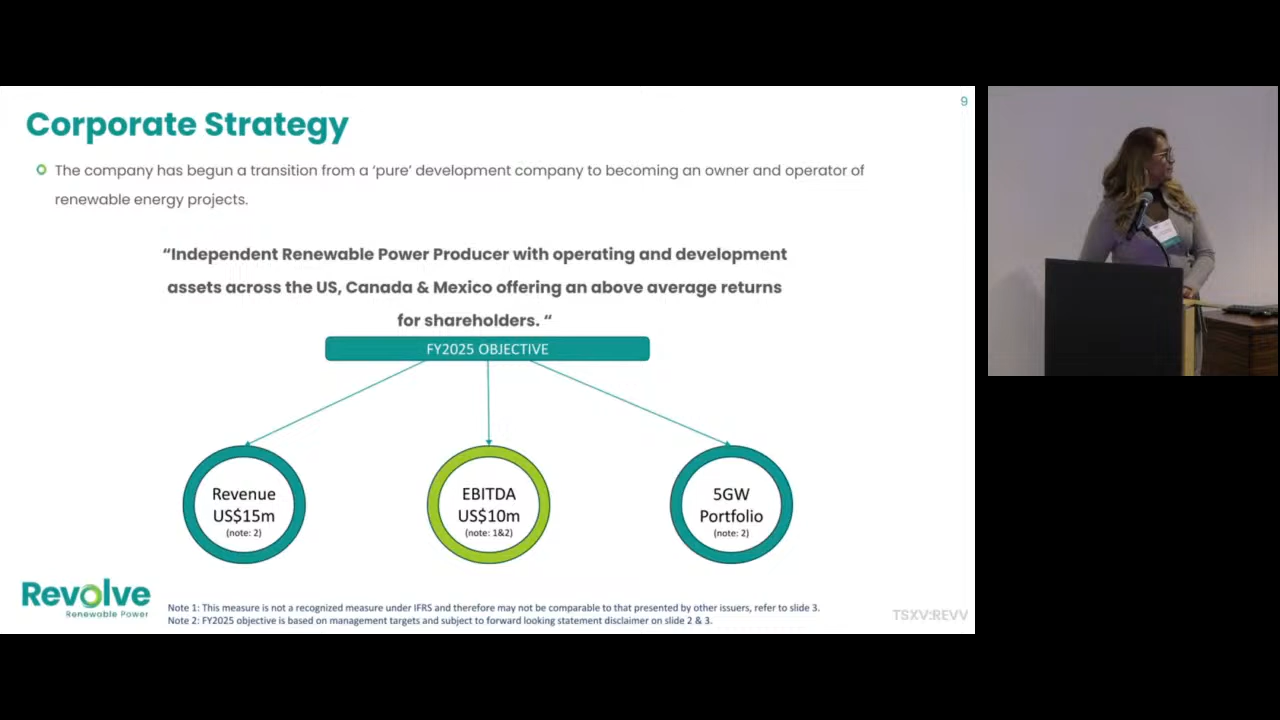 9
Corporate Strategy
The company has begun a transition from a ‘pure’ development company to becoming an owner and operator of
renewable energy projects.
“Independent Renewable Power Producer with operating and development
assets across the US, Canada & Mexico offering an above average returns
for shareholders. “
FY2025 OBJECTIVE
Revenue
US$15m
(note: 2)
EBITDA
US$10m
(note: 1&2)
5GW
Portfolio
(note: 2)
Revolve
Renewable Power
Note 1: This measure is not a recognized measure under IFRS and therefore may not be comparable to that presented by other issuers, refer to slide 3.
Note 2: FY2025 objective is based on management targets and subject to forward looking statement disclaimer on slide 2 & 3.
TSXV:REVV